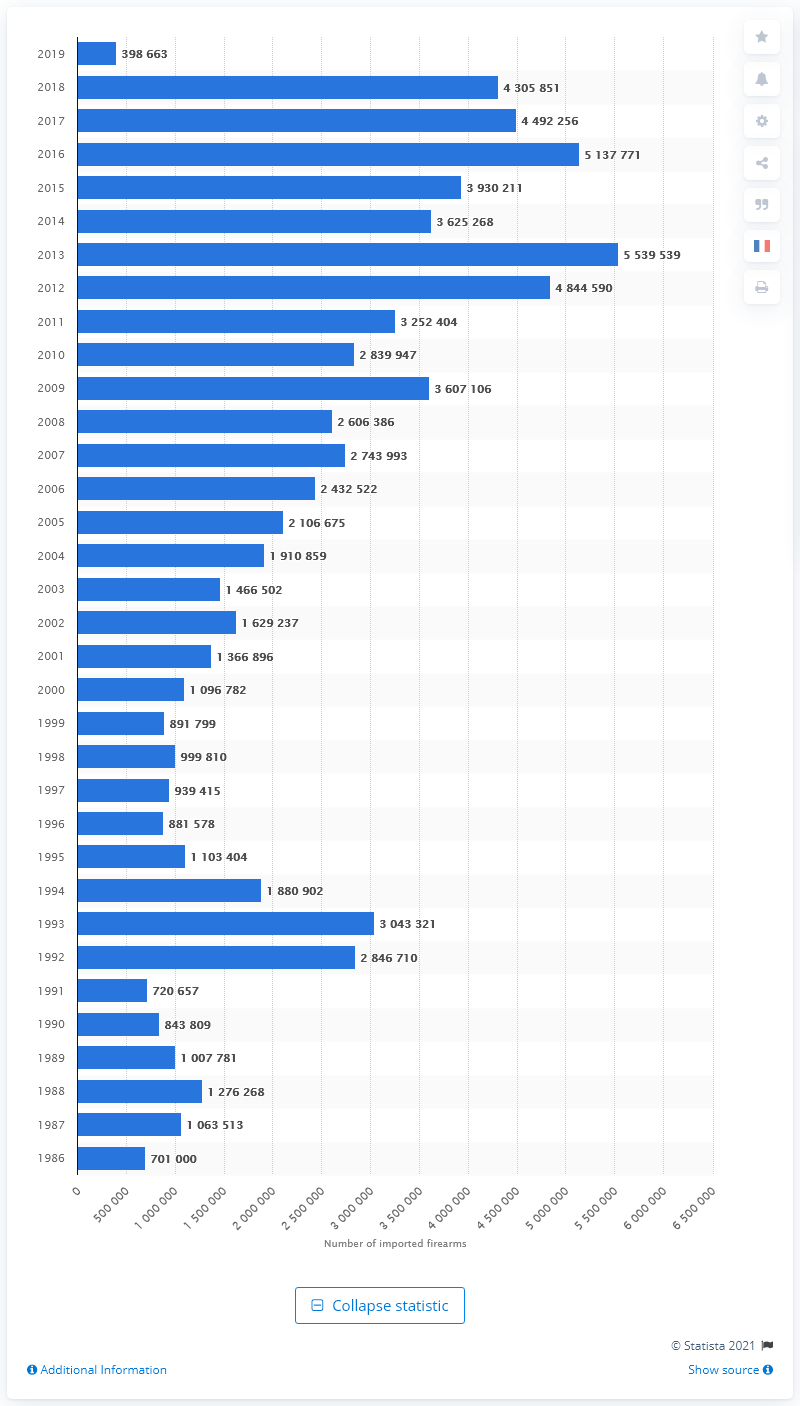 2019 398 663
2018 4 305 851
2017 4 492 256
2016 5 137 771
2015 3 930 211
2014 3 625 268
2013 5 539 539
2012 4 844 590
2011 3 252 404
2010 2 839 947
2009 3 607 106
2008 2 606 386
2007 2 743 993
2006 2 432 522
2005 2 106 675
2004 1 910 859
2003 1 466 502
2002 1 629 237
2001 1 366 896
2000 1 096 782
1999 891 799
1998 999 810
1997 939 415
1996 881 578
1995 1 103 404
1994 1 880 902
1993 3 043 321
1992 2 846 710
1991 720 657
1990 843 809
1989 1 007 781
1988 1 276 268
1987 1 063 513
1986 701 000
0 500 000 1 000 000 1 500 000 2 000 000 2 500 000 3 000 000 3 500 000 4 000 000 4 500 000 5 000 000 5 500 000 6 000 000 6 500 000
Number of imported firearms
Collapse statistic
© Statista 2021
Additional Information Show source